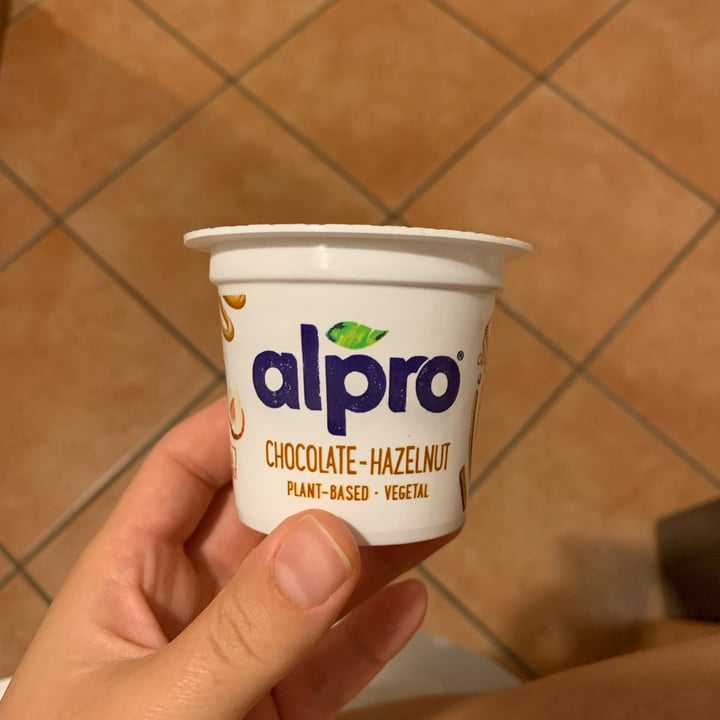 alpro®
CHOCOLATE-HAZELNUT
PLANT-BASED · VEGETAL